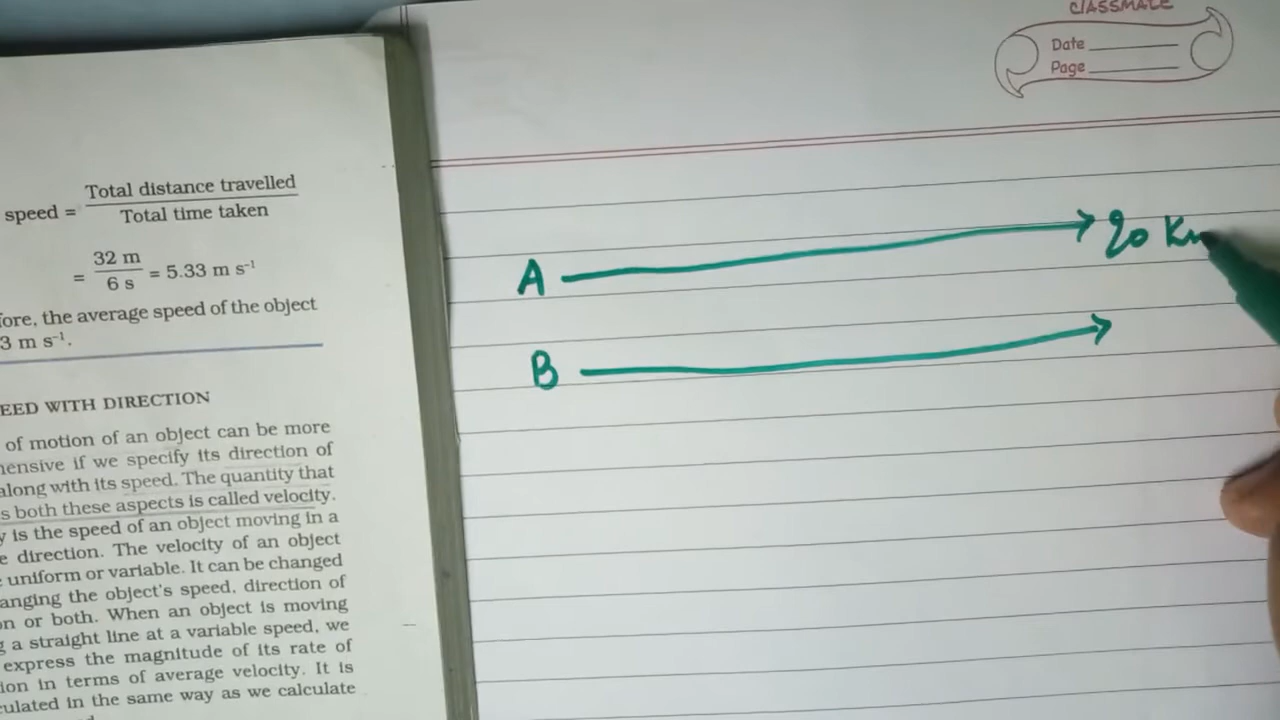 CLASSMATE
Date
Page
Total distance travelled
speed =
Total time taken
32 m
= = 5.33 m s⁻¹
6 s
fore, the average speed of the object
3 m s⁻¹.
EED WITH DIRECTION
of motion of an object can be more
hensive if we specify its direction of
along with its speed. The quantity that
s both these aspects is called velocity.
y is the speed of an object moving in a
e direction. The velocity of an object
uniform or variable. It can be changed
anging the object's speed, direction of
on or both. When an object is moving
g a straight line at a variable speed, we
express the magnitude of its rate of
ion in terms of average velocity. It is
culated in the same way as we calculate
A
Km
B